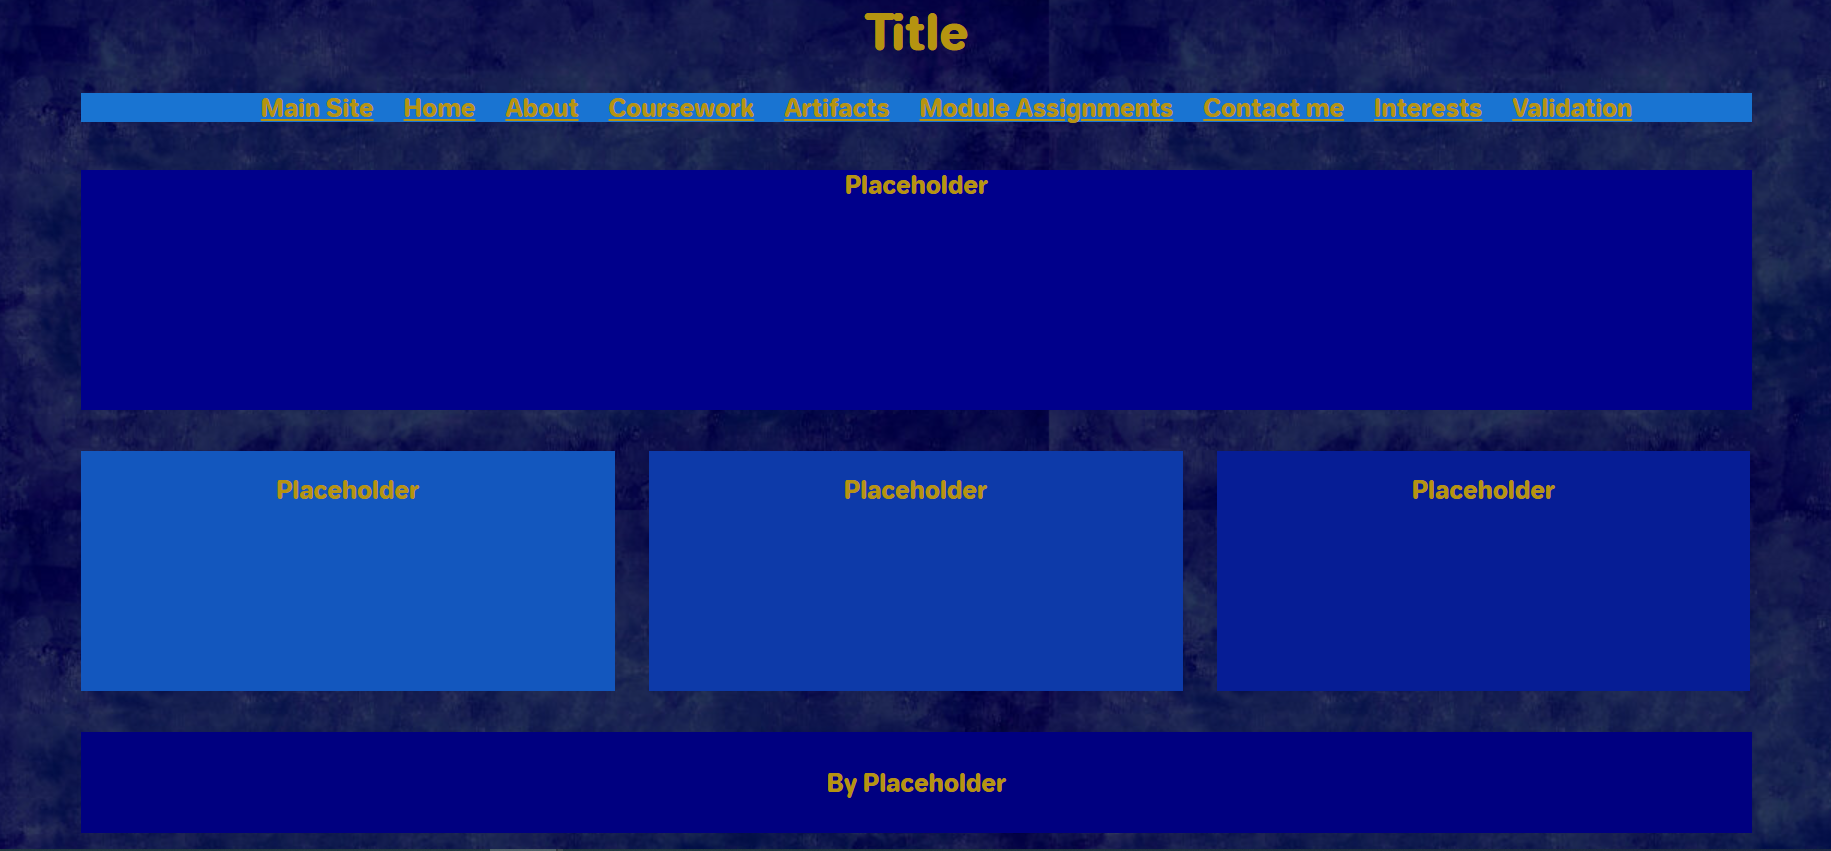 Title
Main Site Home About Coursework Artifacts Module Assignments Contact me Interests Validation
Placeholder
Placeholder Placeholder Placeholder
By Placeholder